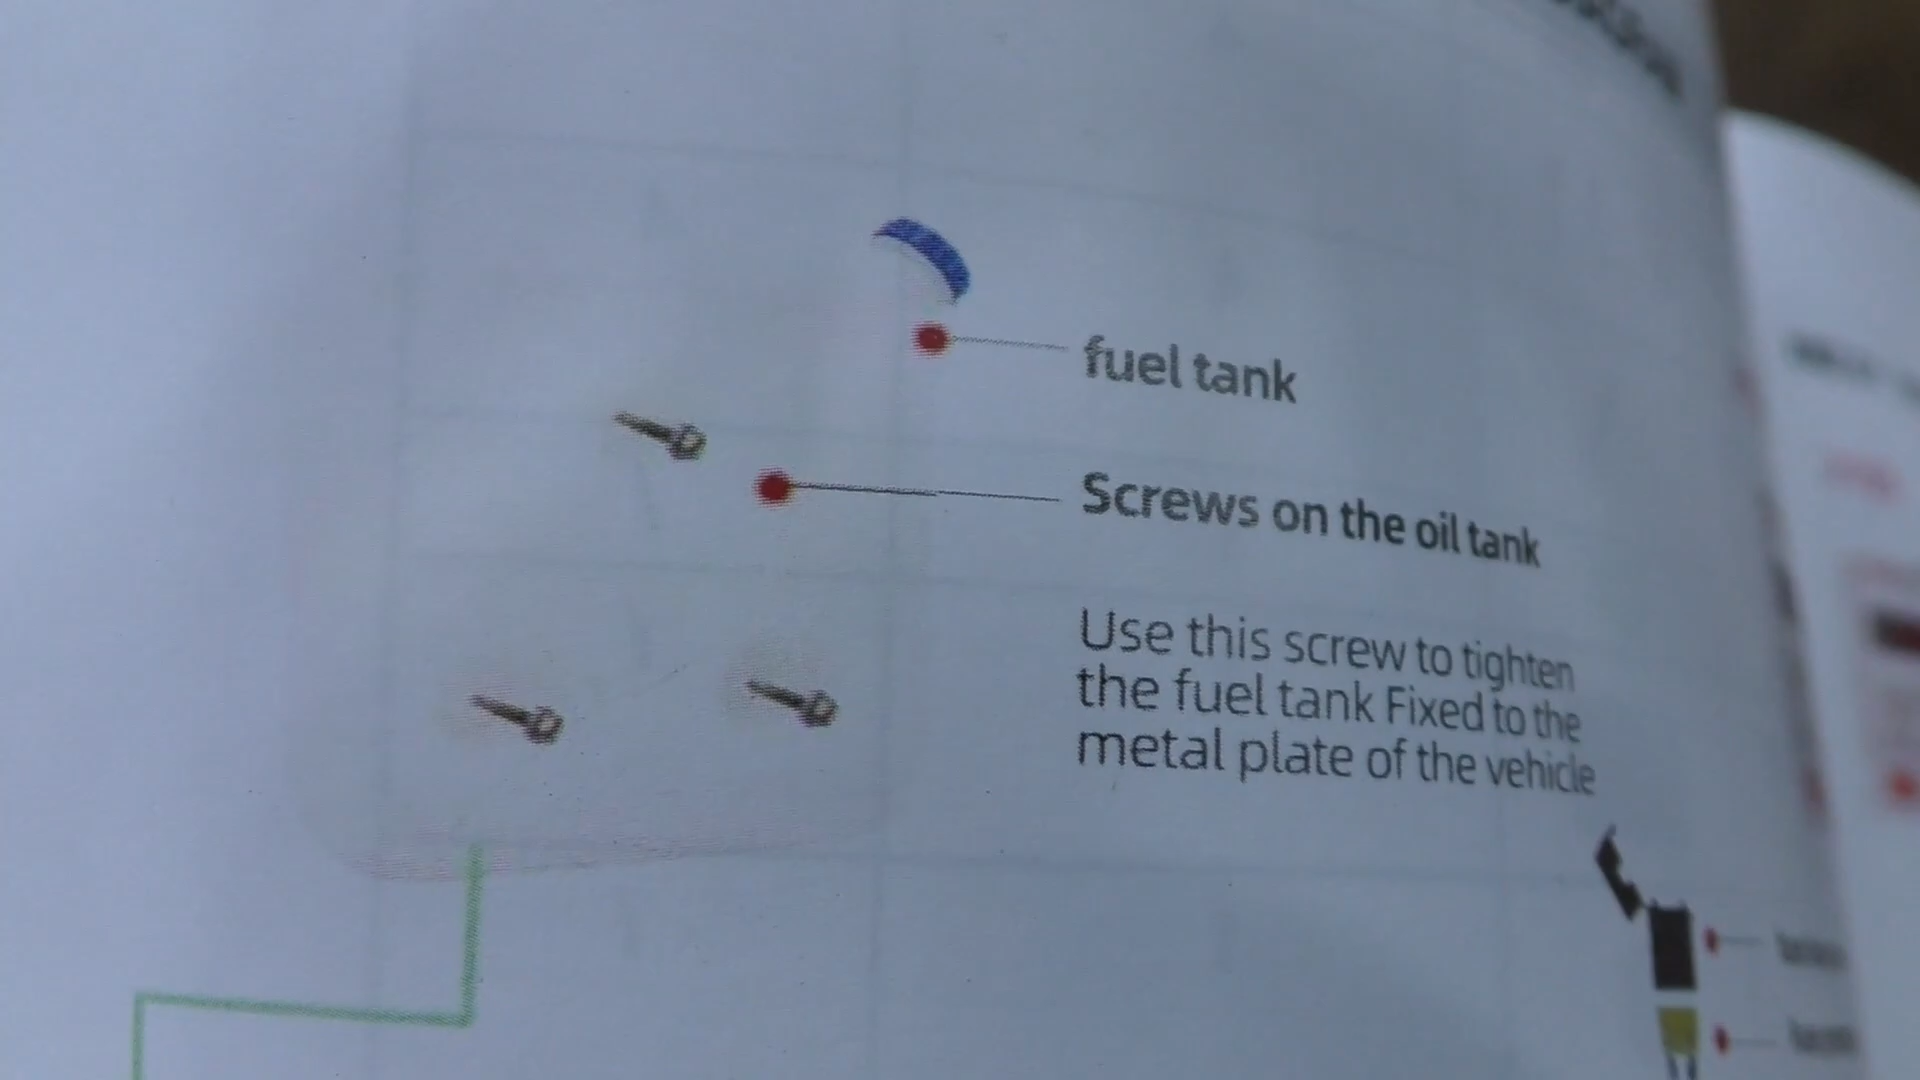 fuel tank
Screws on the oil tank
Use this screw to tighten
the fuel tank Fixed to the
metal plate of the vehicle